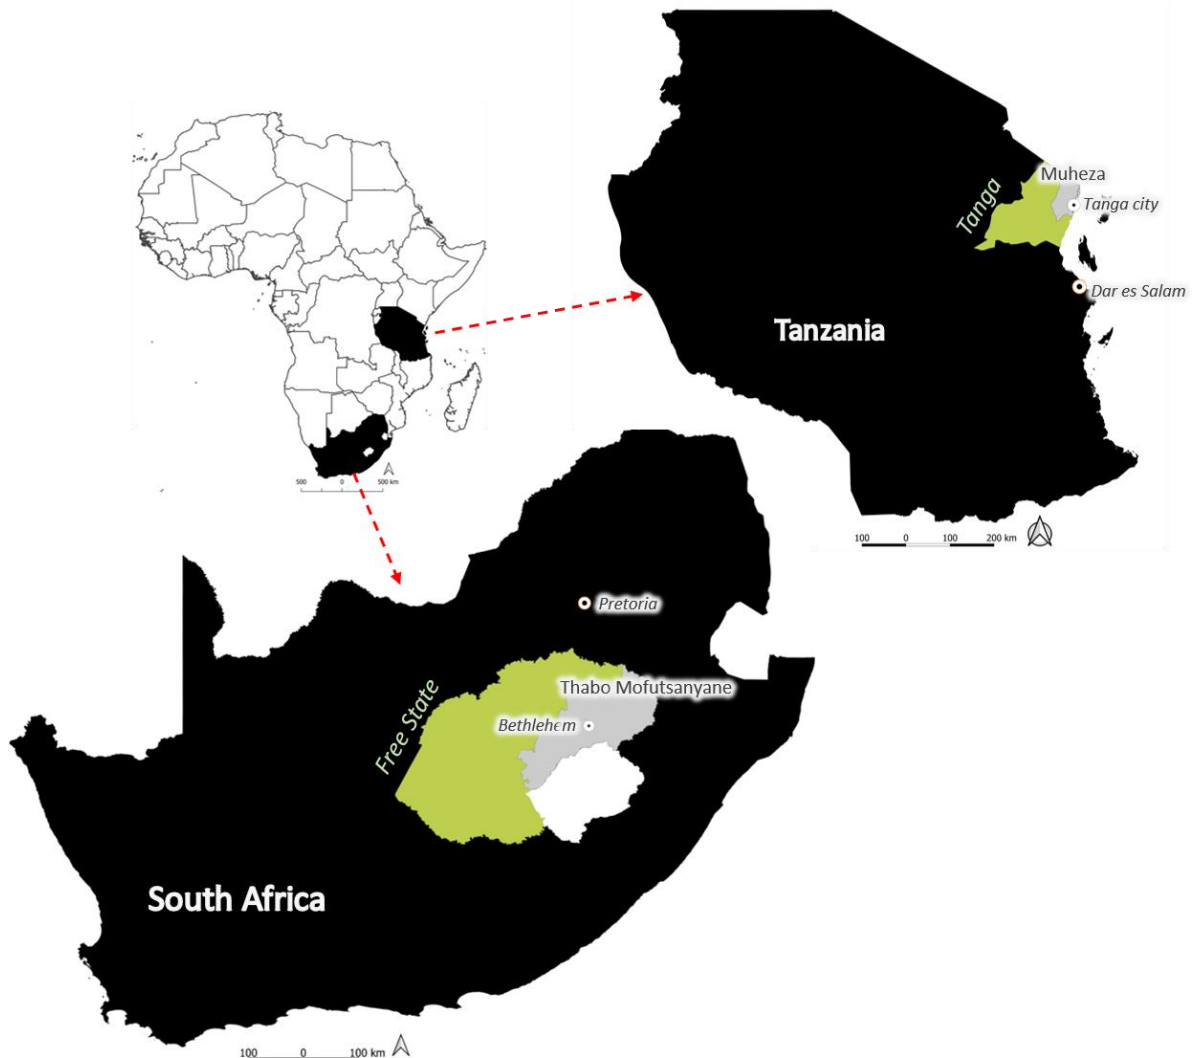 Muheza
Tanga
Tanga city
Dar es Salam
Tanzania
500 0 500 km
100 0 100 200 km
Pretoria
Thabo Mofutsanyane
Free State
Bethlehem
South Africa
100 0 100 km